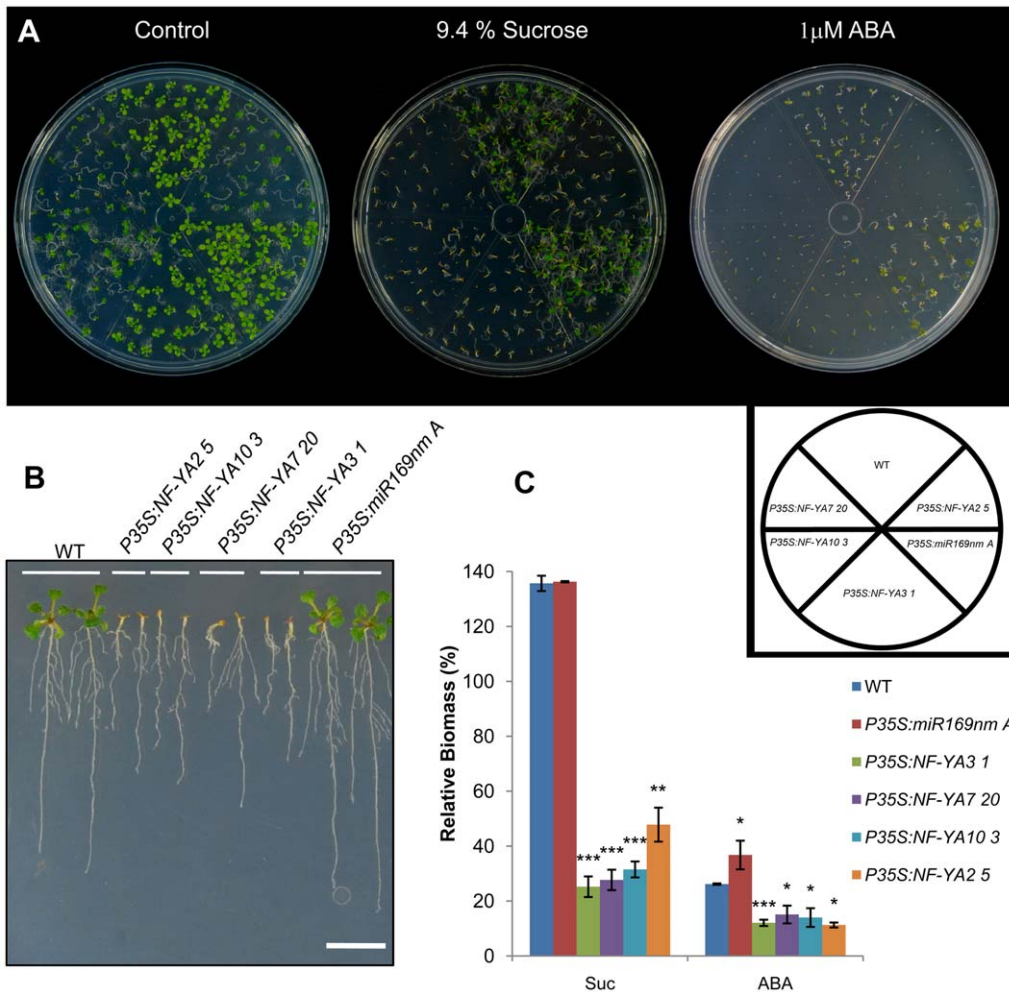 A
Control
9.4 % Sucrose
1μM ABA
B
WT
P35S:NF-YA2 5
P35S:NF-YA10 3
P35S:NF-YA7 20
P35S:NF-YA3 1
P35S:miR169nm A
WT
P35S:NF-YA7 20
P35S:NF-YA2 5
P35S:NF-YA10 3
P35S:miR169nm A
P35S:NF-YA3 1
C
Relative Biomass (%)
140
120
100
80
60
40
20
0
***
***
***
**
*
***
*
*
*
Suc
ABA
WT
P35S:miR169nm A
P35S:NF-YA3 1
P35S:NF-YA7 20
P35S:NF-YA10 3
P35S:NF-YA2 5